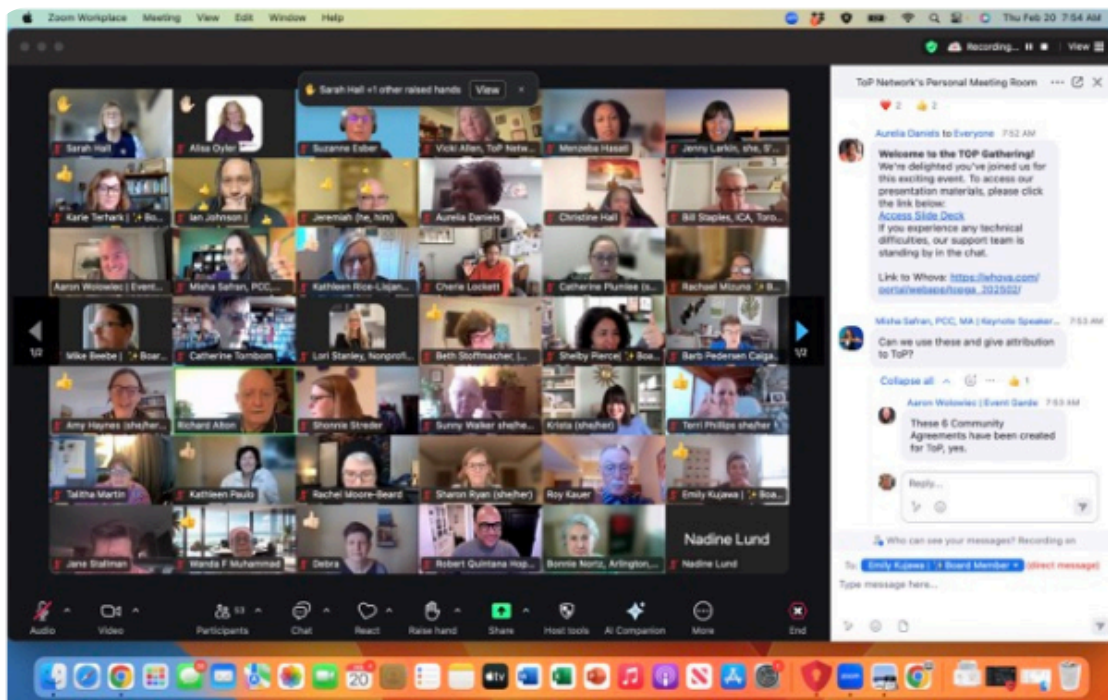 Zoom Workplace Meeting View Edit Window Help
Thu Feb 20 7:54 AM
Recording...
View
Sarah Hall +1 other raised hands View
Sarah Hall
Alisa Oyler
Suzanne Esber
Vicki Allen, ToP Netw...
Menzeba Hasati
Jenny Larkin, she, S'...
Karie Terhark | Bo...
Ian Johnson |
Jeremiah (he, him)
Aurelia Daniels
Christine Hall
Bill Staples, ICA, Toro...
Aaron Wolowiec | Event...
Misha Safran, PCC,...
Kathleen Rice-Lisjan...
Cherie Lockett
Catherine Plumlee (s...
Rachael Mizuno B...
1/2
Mike Beebe | Boar...
Catherine Tornbom
Lori Stanley, Nonprofi...
Beth Stoffmacher, |...
Shelby Pierce| Boa...
Barb Pedersen Caiga...
1/2
Amy Haynes (she/her...
Richard Alton
Shonnie Streder
Sunny Walker she/he...
Krista (she/her)
Terri Phillips she/her
Talitha Martin
Kathleen Paulo
Rachel Moore-Beard
Sharon Ryan (she/her)
Roy Kauer
Emily Kujawa | Boa...
Jane Stallman
Wanda F Muhammad
Debra
Robert Quintana Hop...
Bonnie Nortz, Arlington,...
Nadine Lund
Nadine Lund
Audio
Video
Participants 53
Chat
React
Raise hand
Share
Host tools
AI Companion
More
End
ToP Network's Personal Meeting Room
2 2
Aurelia Daniels to Everyone 7:52 AM
Welcome to the TOP Gathering!
We're delighted you've joined us for
this exciting event. To access our
presentation materials, please click
the link below:
Access Slide Deck
If you experience any technical
difficulties, our support team is
standing by in the chat.
Link to Whova: https://whova.com/
portal/webapp/topga_202502/
Misha Safran, PCC, MA | Keynote Speaker... 7:53 AM
Can we use these and give attribution
to ToP?
Collapse all
1
Aaron Wolowiec | Event Garde 7:53 AM
These 6 Community
Agreements have been created
for ToP, yes.
Reply...
Who can see your messages? Recording on
To: Emily Kujawa | Board Member (direct message)
Type message here...
20
tv